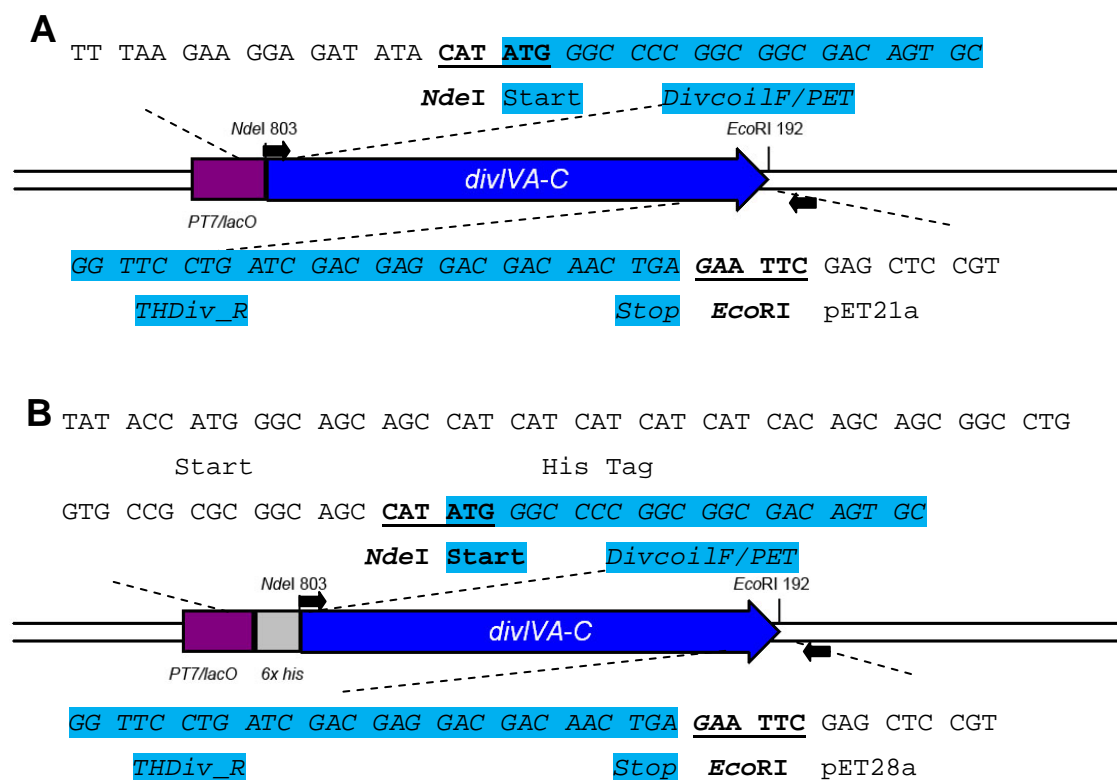 A
TT TAA GAA GGA GAT ATA CAT ATG GGC CCC GGC GGC GAC AGT GC
NdeI Start DivcoilF/PET
NdeI 803 EcoRI 192
divIVA-C
PT7/lacO
GG TTC CTG ATC GAC GAG GAC GAC AAC TGA GAA TTC GAG CTC CGT
THDiv_R Stop EcoRI pET21a
B
TAT ACC ATG GGC AGC AGC CAT CAT CAT CAT CAT CAC AGC AGC GGC CTG
Start His Tag
GTG CCG CGC GGC AGC CAT ATG GGC CCC GGC GGC GAC AGT GC
NdeI Start DivcoilF/PET
NdeI 803 EcoRI 192
divIVA-C
PT7/lacO 6x his
GG TTC CTG ATC GAC GAG GAC GAC AAC TGA GAA TTC GAG CTC CGT
THDiv_R Stop EcoRI pET28a